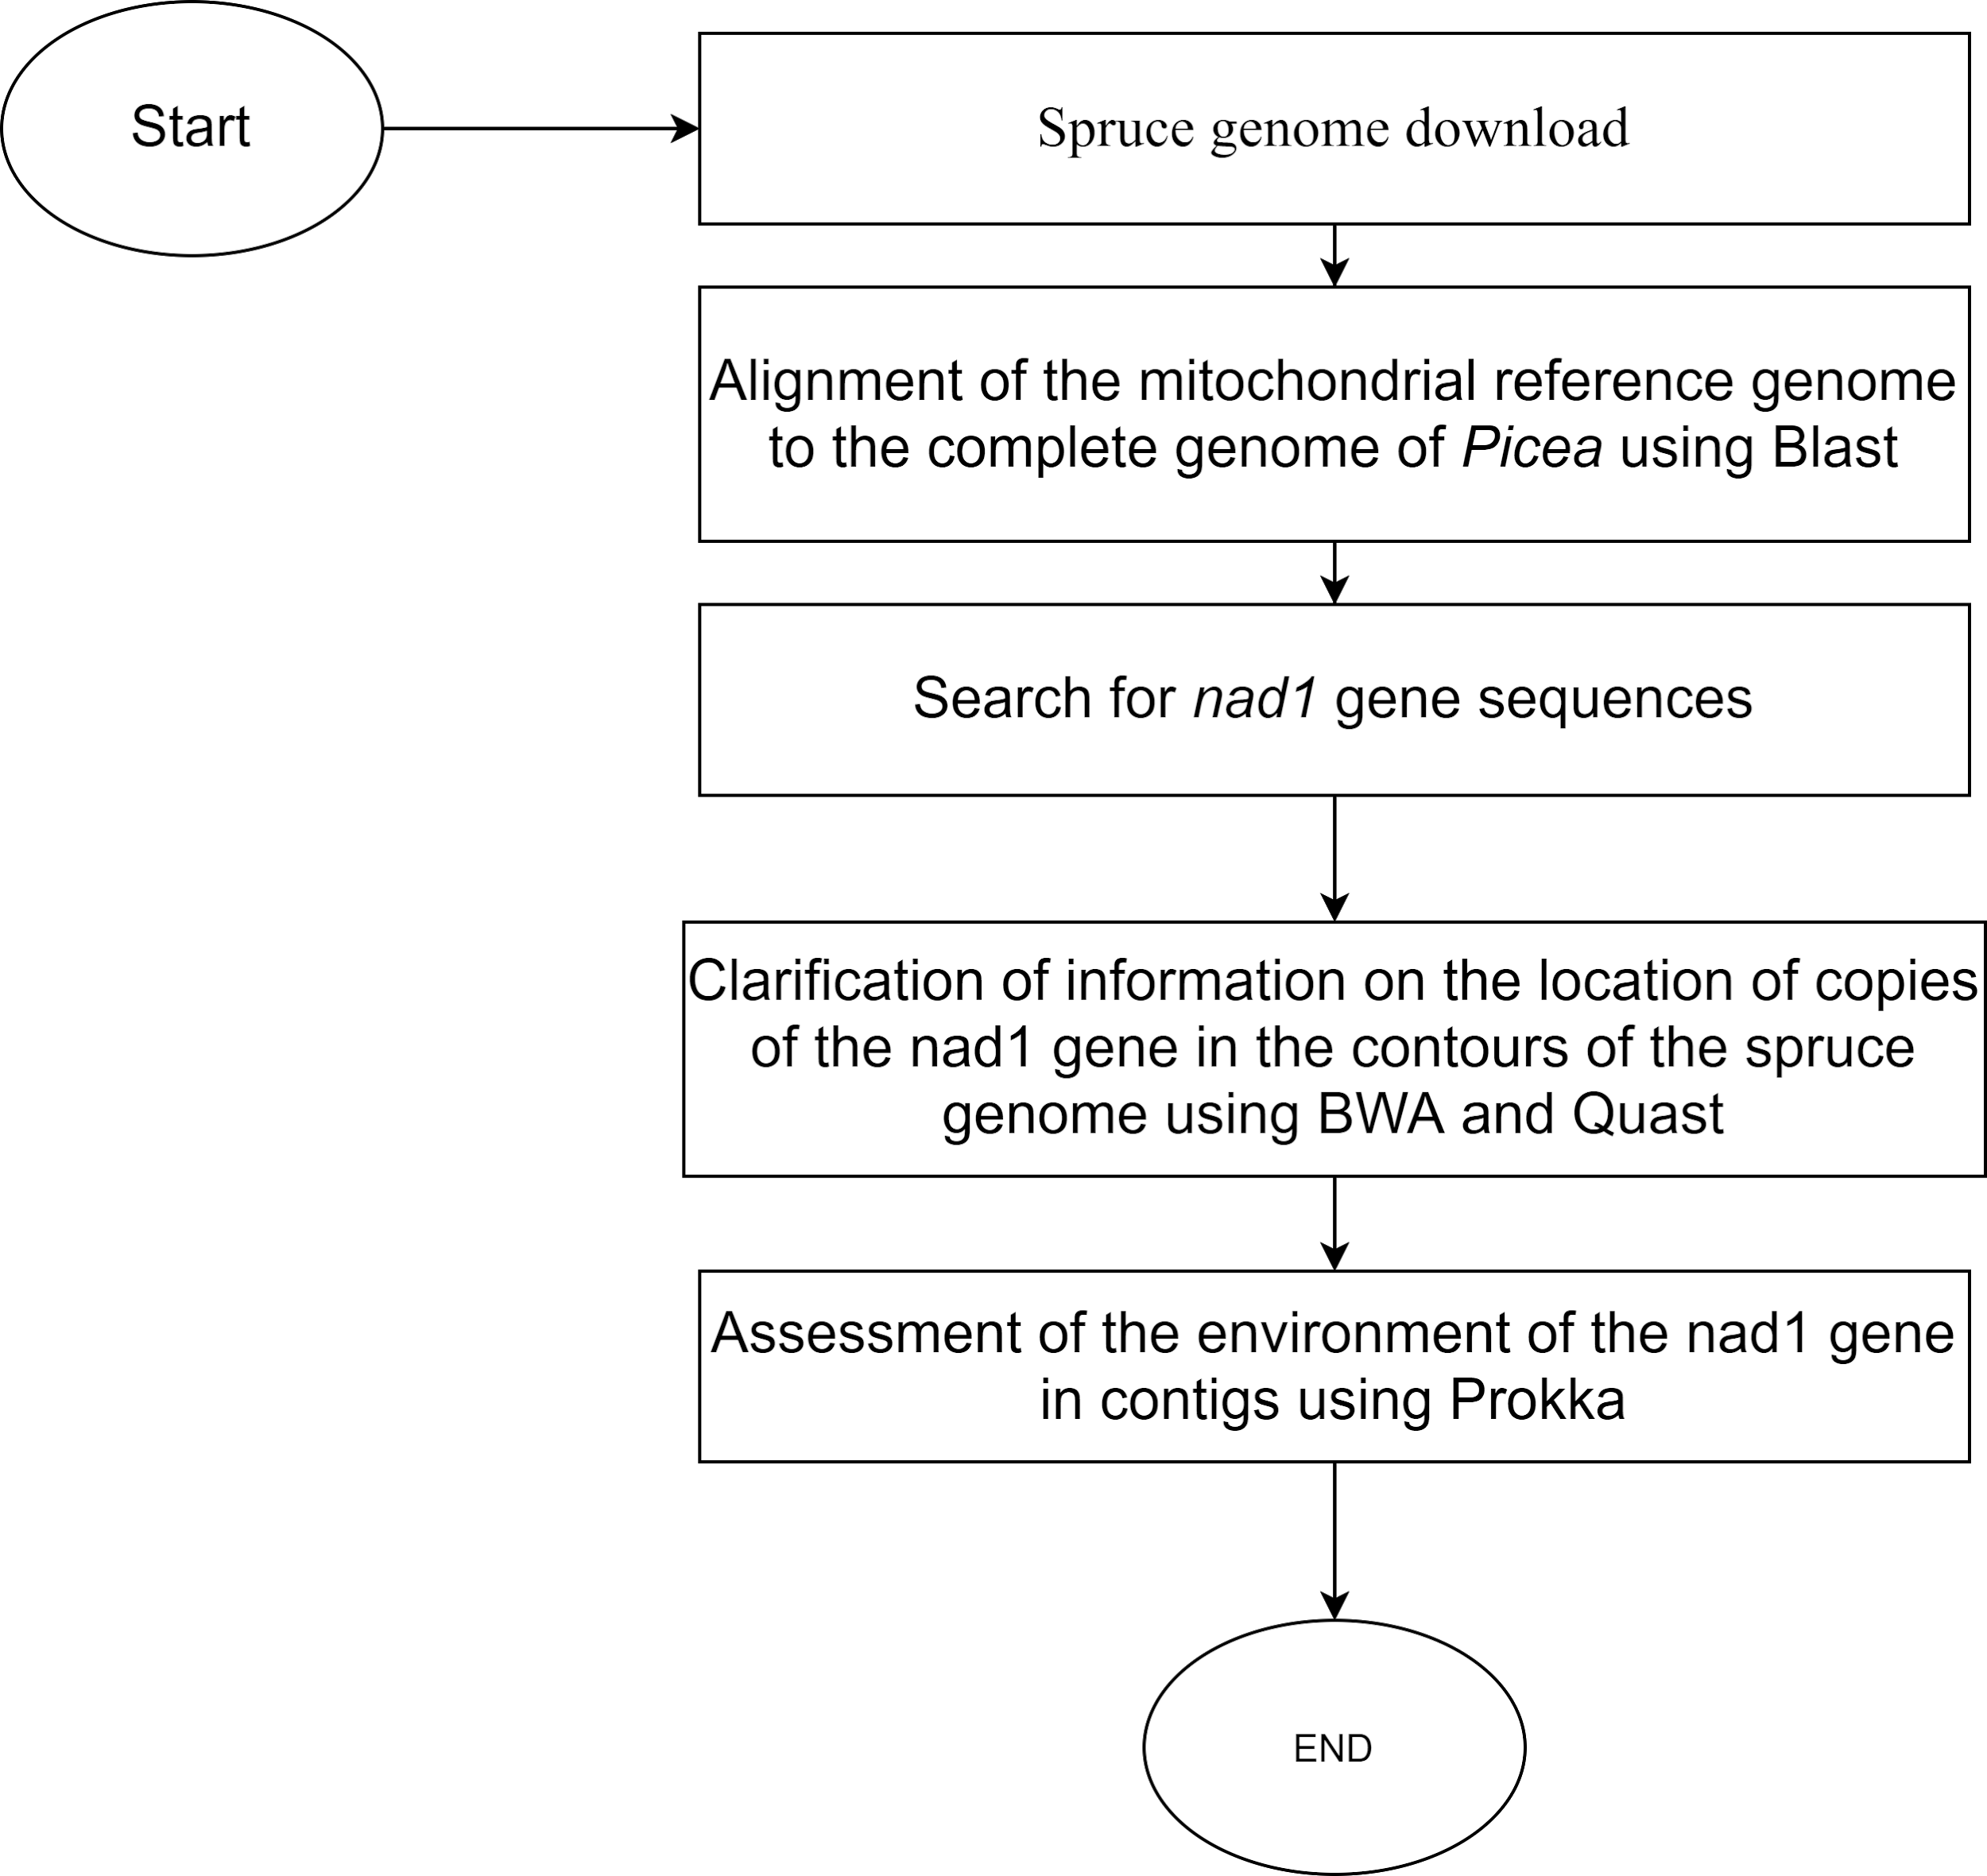 Start
Spruce genome download
Alignment of the mitochondrial reference genome
to the complete genome of Picea using Blast
Search for nad1 gene sequences
Clarification of information on the location of copies
of the nad1 gene in the contours of the spruce
genome using BWA and Quast
Assessment of the environment of the nad1 gene
in contigs using Prokka
END